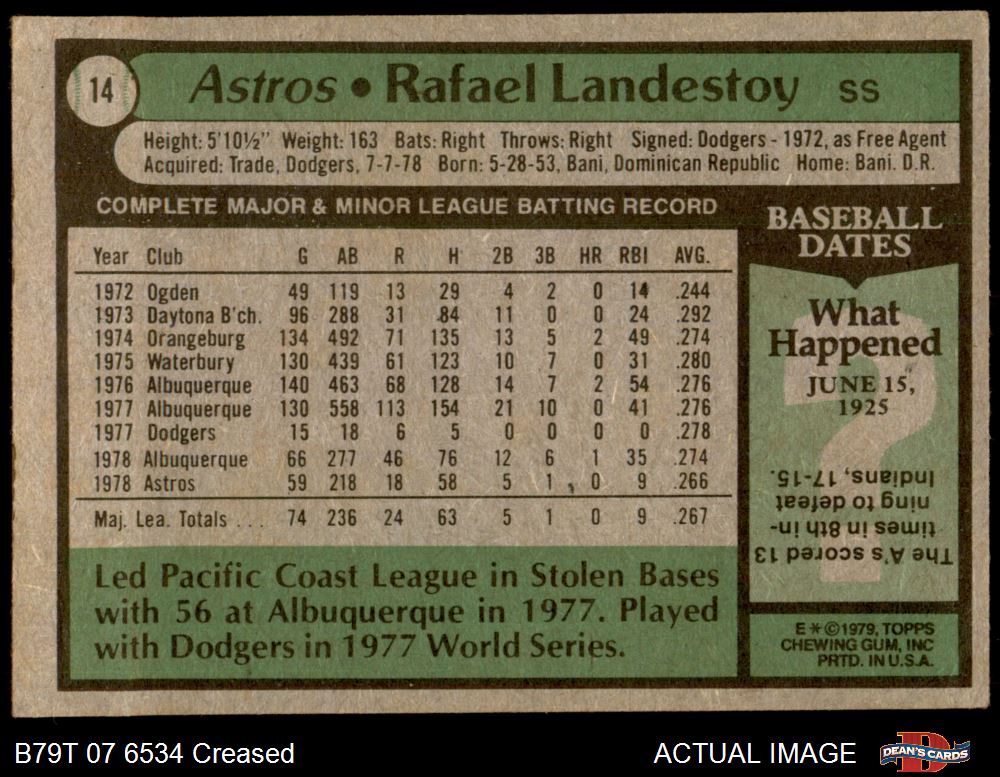 14 Astros • Rafael Landestoy SS
Height: 5'10½" Weight: 163 Bats: Right Throws: Right Signed: Dodgers - 1972, as Free Agent
Acquired: Trade, Dodgers, 7-7-78 Born: 5-28-53, Bani, Dominican Republic Home: Bani. D.R.
COMPLETE MAJOR & MINOR LEAGUE BATTING RECORD
Year Club G AB R H 2B 3B HR RBI AVG.
1972 Ogden 49 119 13 29 4 2 0 14 .244
1973 Daytona B'ch. 96 288 31 84 11 0 0 24 .292
1974 Orangeburg 134 492 71 135 13 5 2 49 .274
1975 Waterbury 130 439 61 123 10 7 0 31 .280
1976 Albuquerque 140 463 68 128 14 7 2 54 .276
1977 Albuquerque 130 558 113 154 21 10 0 41 .276
1977 Dodgers 15 18 6 5 0 0 0 0 .278
1978 Albuquerque 66 277 46 76 12 6 1 35 .274
1978 Astros 59 218 18 58 5 1 0 9 .266
Maj. Lea. Totals . . . 74 236 24 63 5 1 0 9 .267
Led Pacific Coast League in Stolen Bases
with 56 at Albuquerque in 1977. Played
with Dodgers in 1977 World Series.
BASEBALL
DATES
What
Happened
JUNE 15,
1925
The A's scored 13
times in 8th in-
ning to defeat
Indians, 17-15.
E*©1979, TOPPS
CHEWING GUM, INC
PRTD. IN U.S.A.
B79T 07 6534 Creased
ACTUAL IMAGE
DEAN'S CARDS